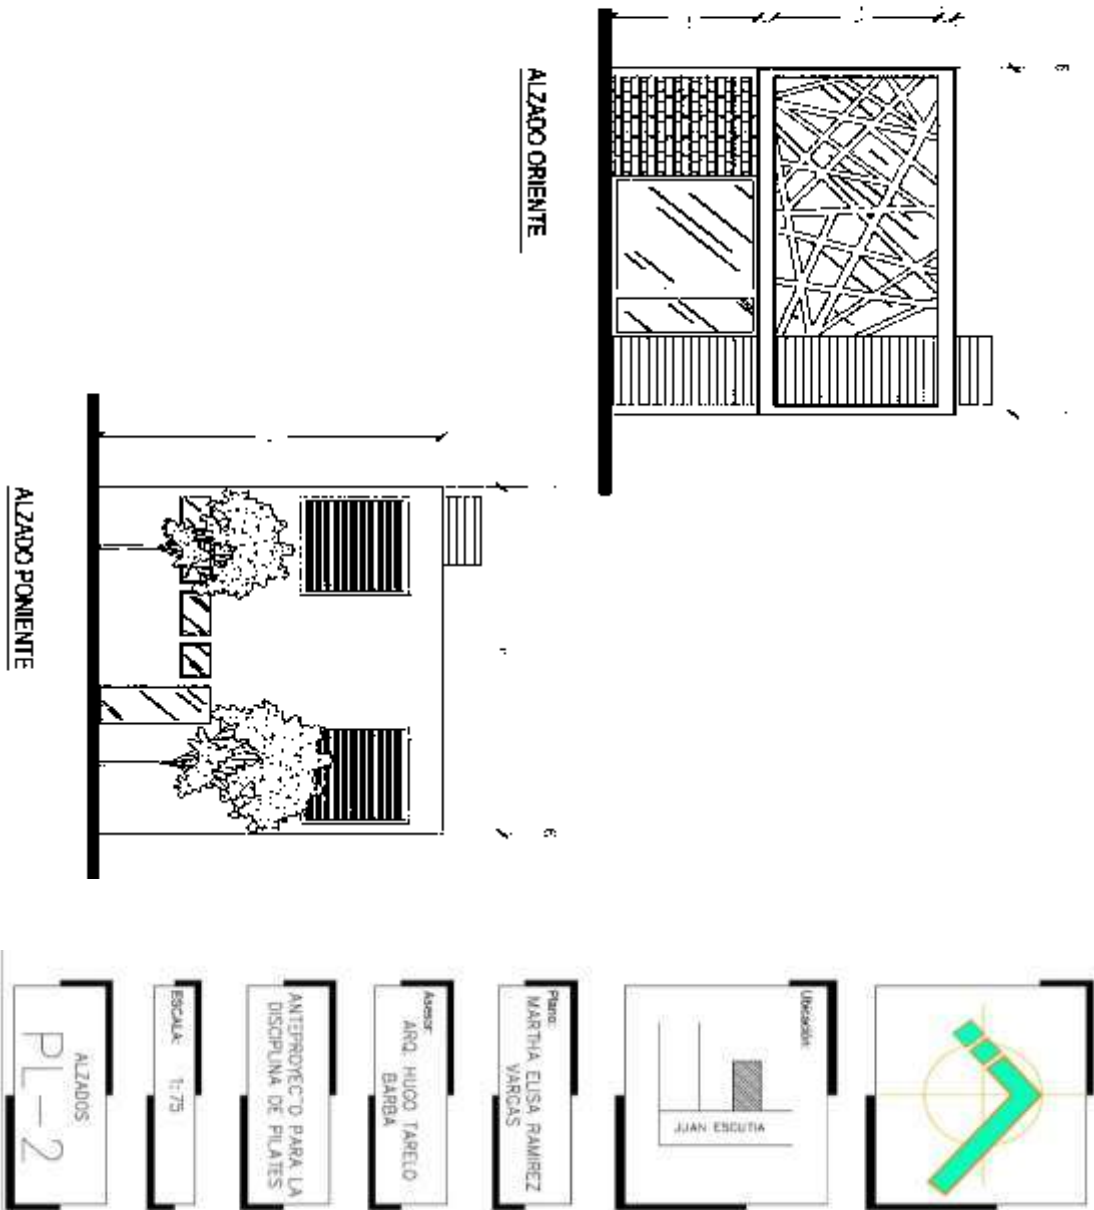 ALZADO ORIENTE
ALZADO PONIENTE
Ubicación:
JUAN ESCUTIA
Plano:
MARTHA ELISA RAMIREZ
VARGAS
Asesor:
ARQ. HUGO TARELO
BARBA
ANTEPROYECTO PARA LA
DISCIPLINA DE PILATES
ESCALA: 1:75
ALZADOS
PL-2